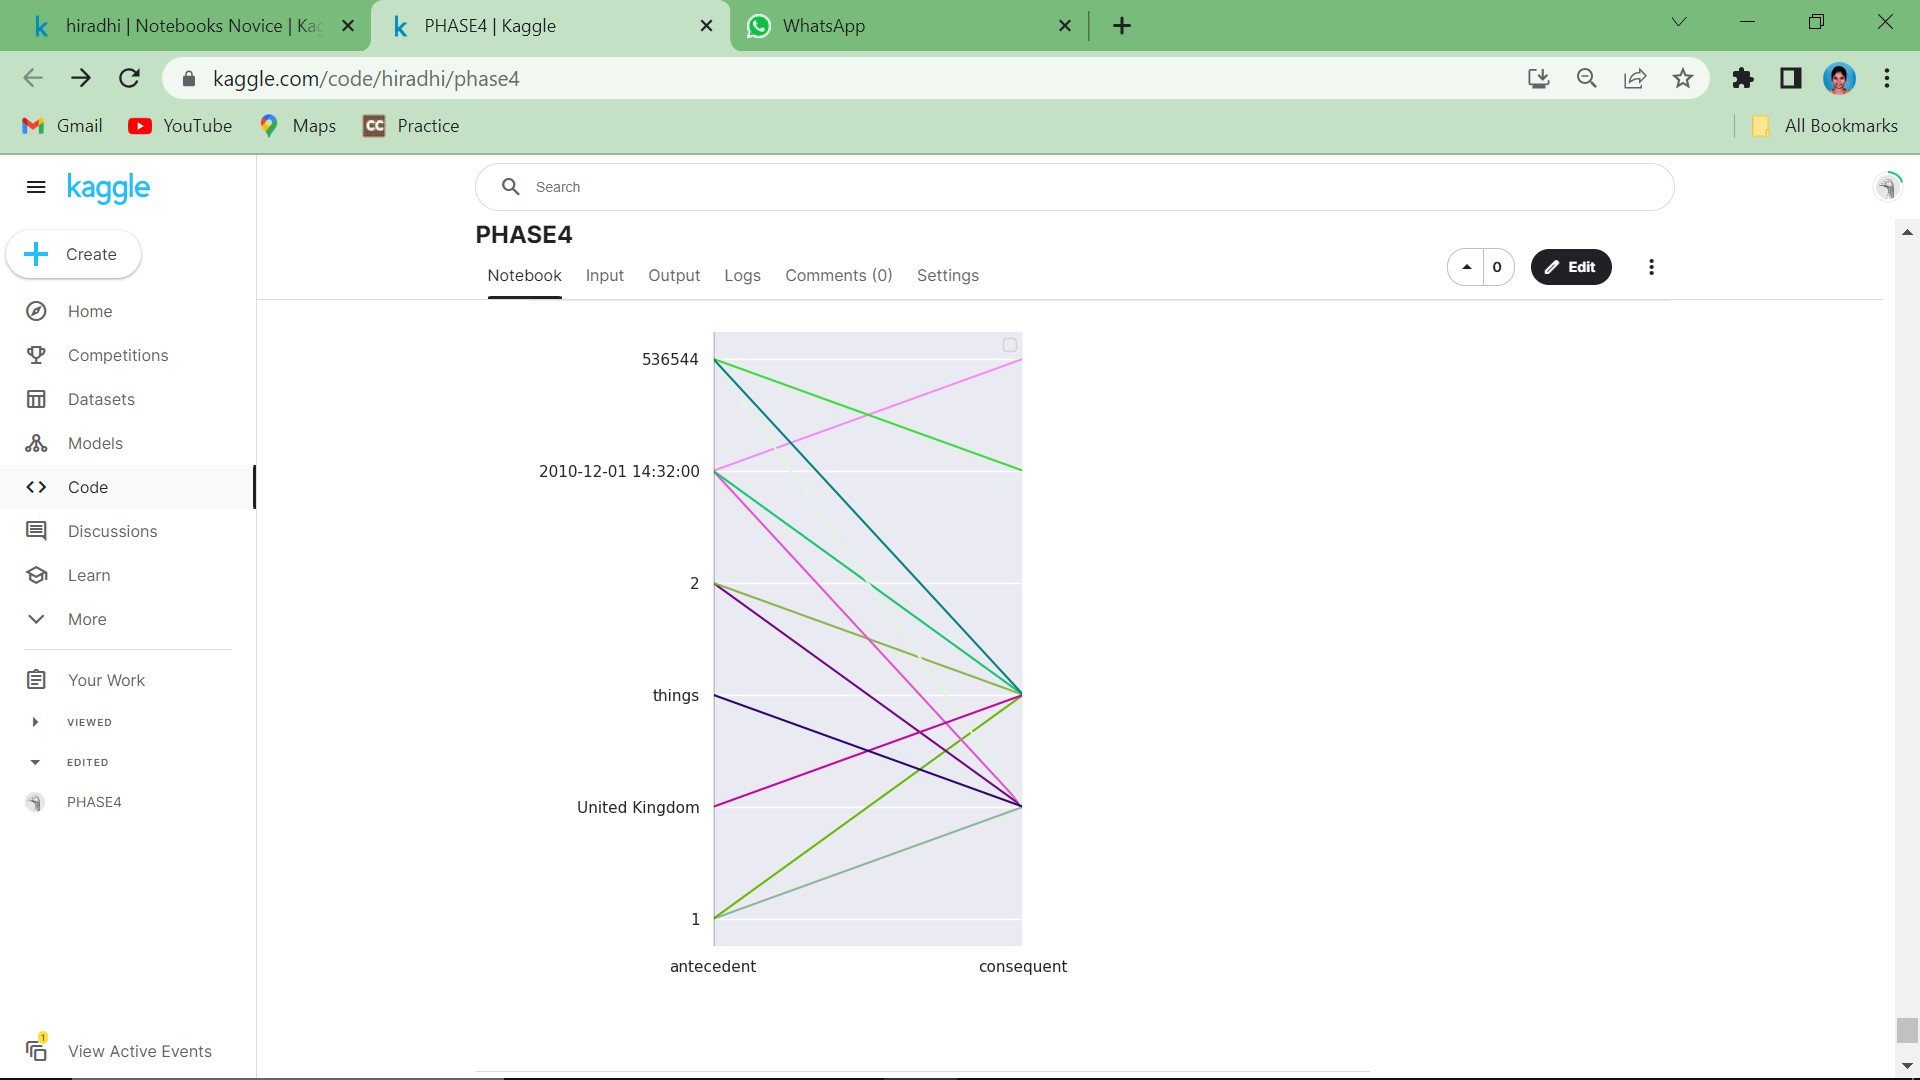 hiradhi | Notebooks Novice | Kag
PHASE4 | Kaggle
WhatsApp
kaggle.com/code/hiradhi/phase4
Gmail
YouTube
Maps
CC
Practice
All Bookmarks
kaggle
Search
PHASE4
Create
Notebook
Input
Output
Logs
Comments (0)
Settings
0
Edit
Home
Competitions
Datasets
Models
Code
Discussions
Learn
More
Your Work
VIEWED
EDITED
PHASE4
1
View Active Events
536544
2010-12-01 14:32:00
2
things
United Kingdom
1
antecedent
consequent